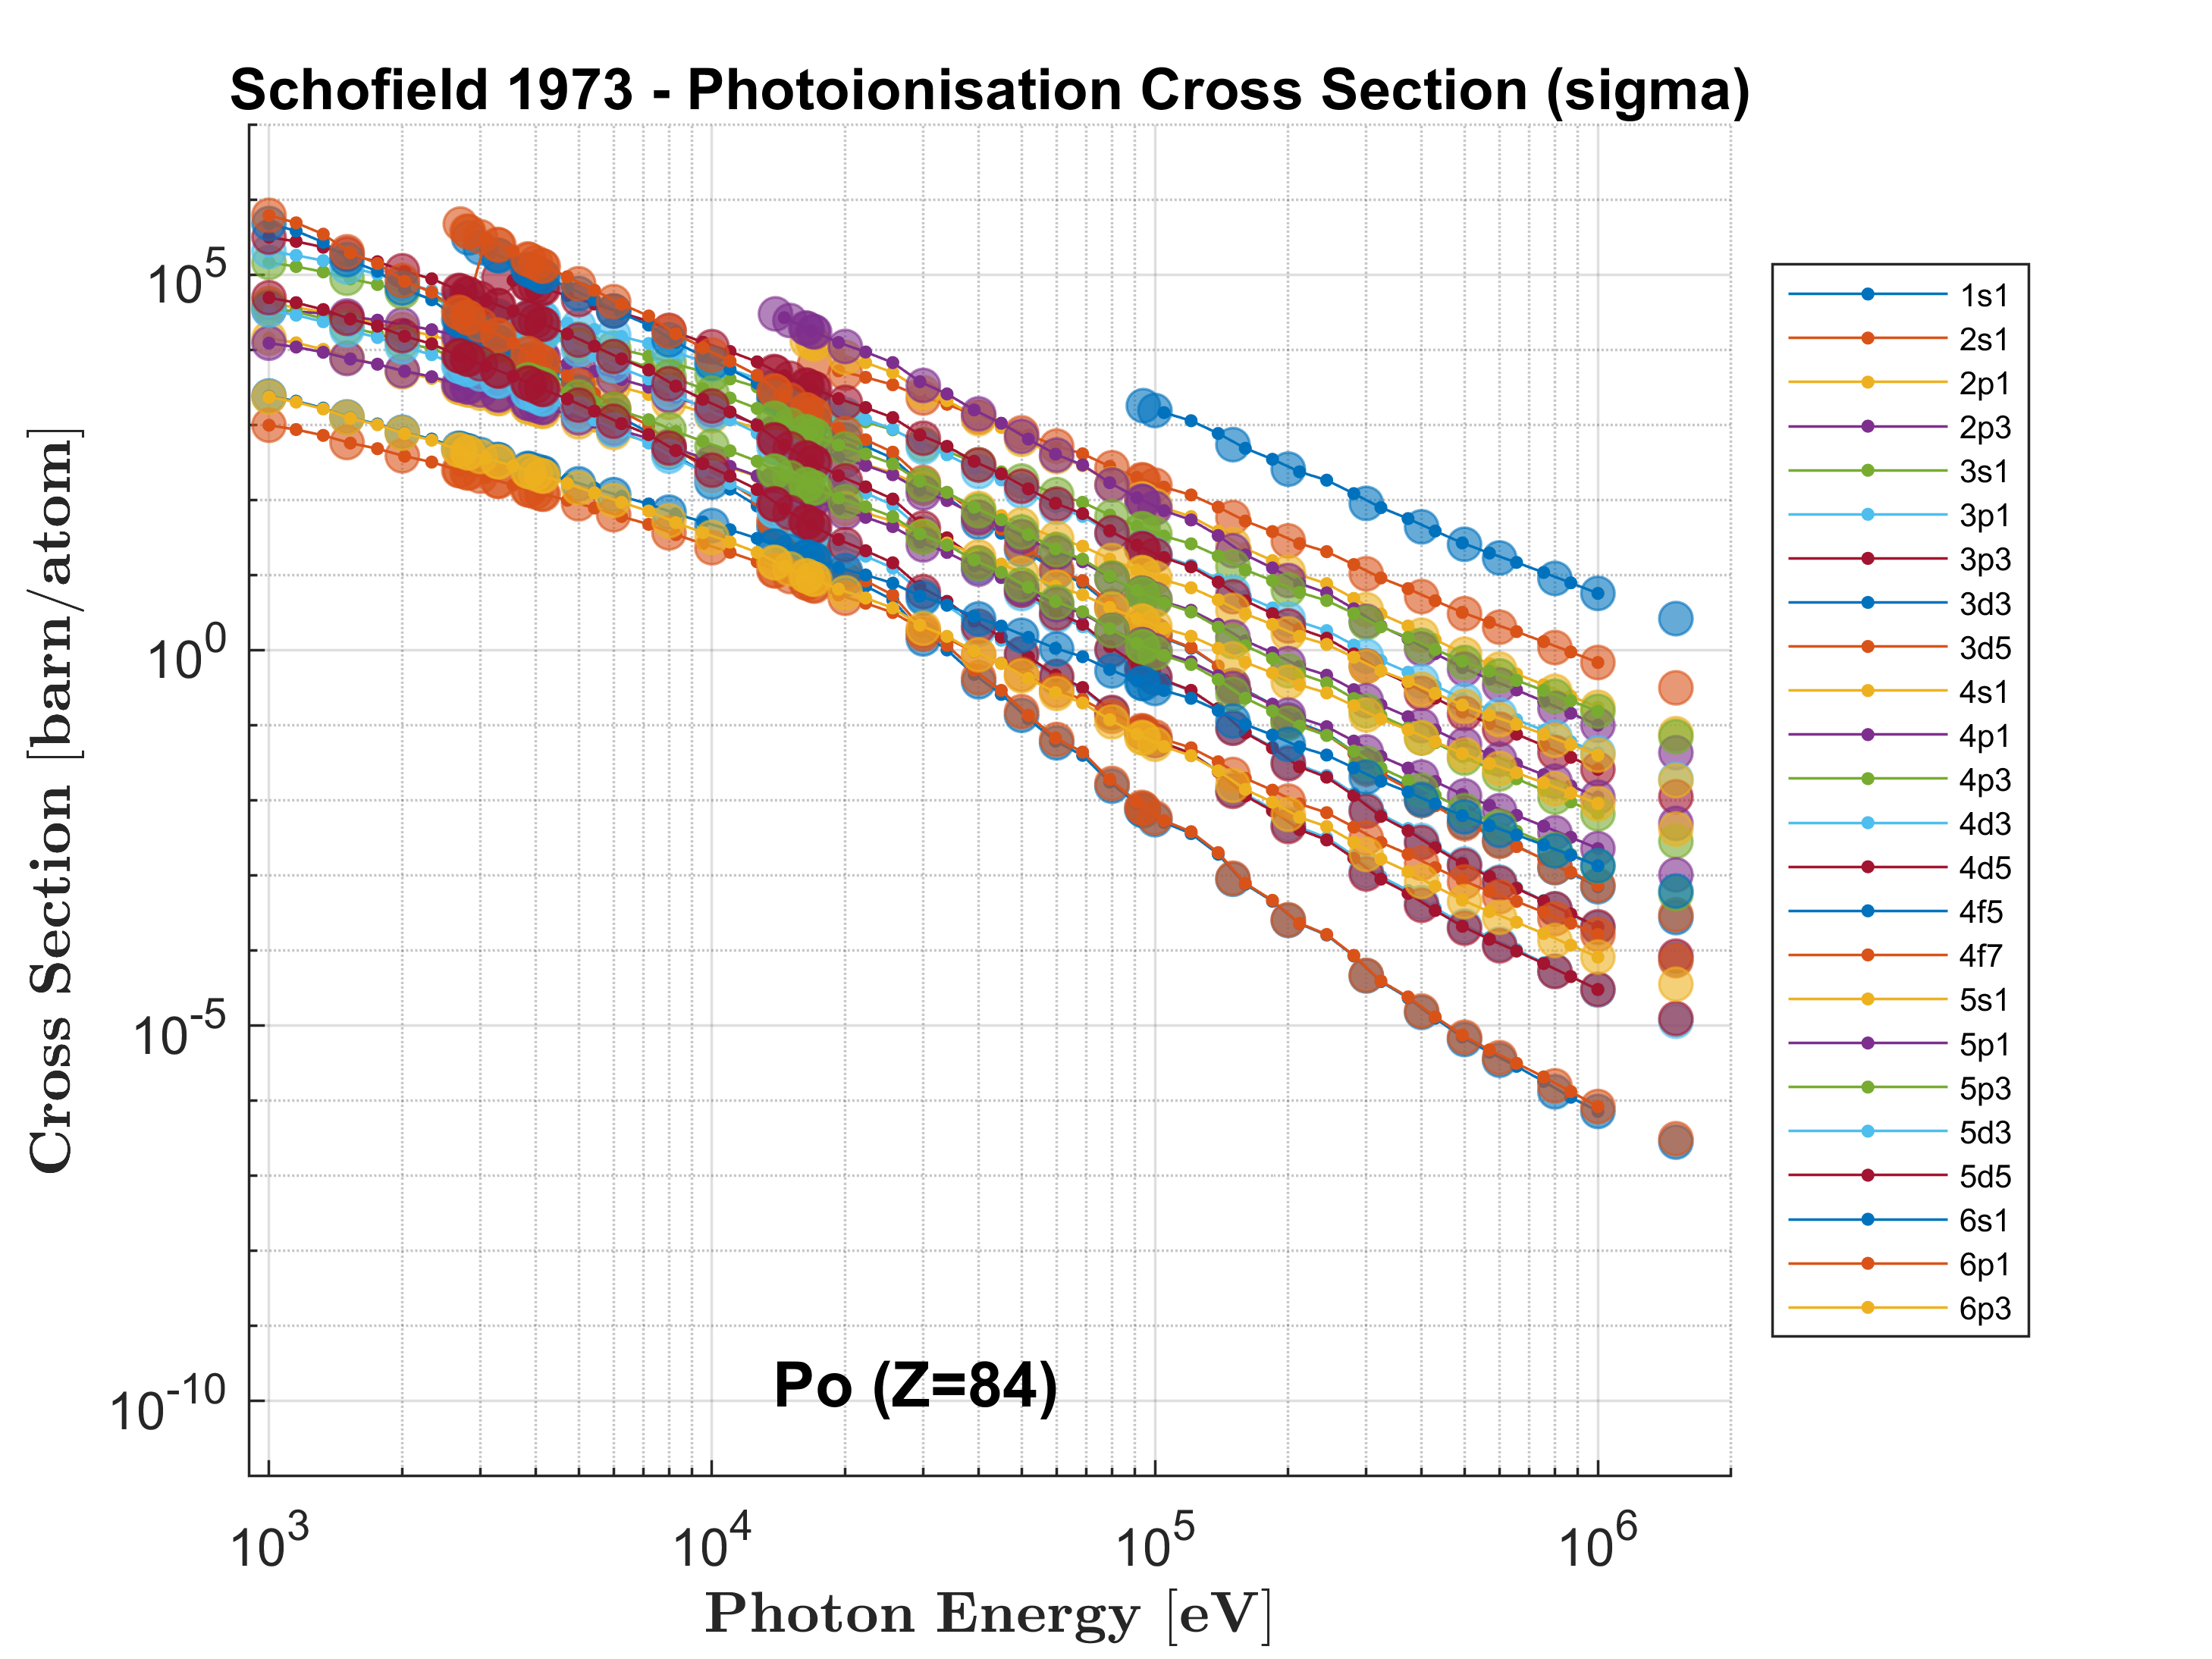 Schofield 1973 - Photoionisation Cross Section (sigma)
Cross Section [barn/atom]
10^5
10^0
10^-5
10^-10
Po (Z=84)
10^3
10^4
10^5
10^6
Photon Energy [eV]
1s1
2s1
2p1
2p3
3s1
3p1
3p3
3d3
3d5
4s1
4p1
4p3
4d3
4d5
4f5
4f7
5s1
5p1
5p3
5d3
5d5
6s1
6p1
6p3